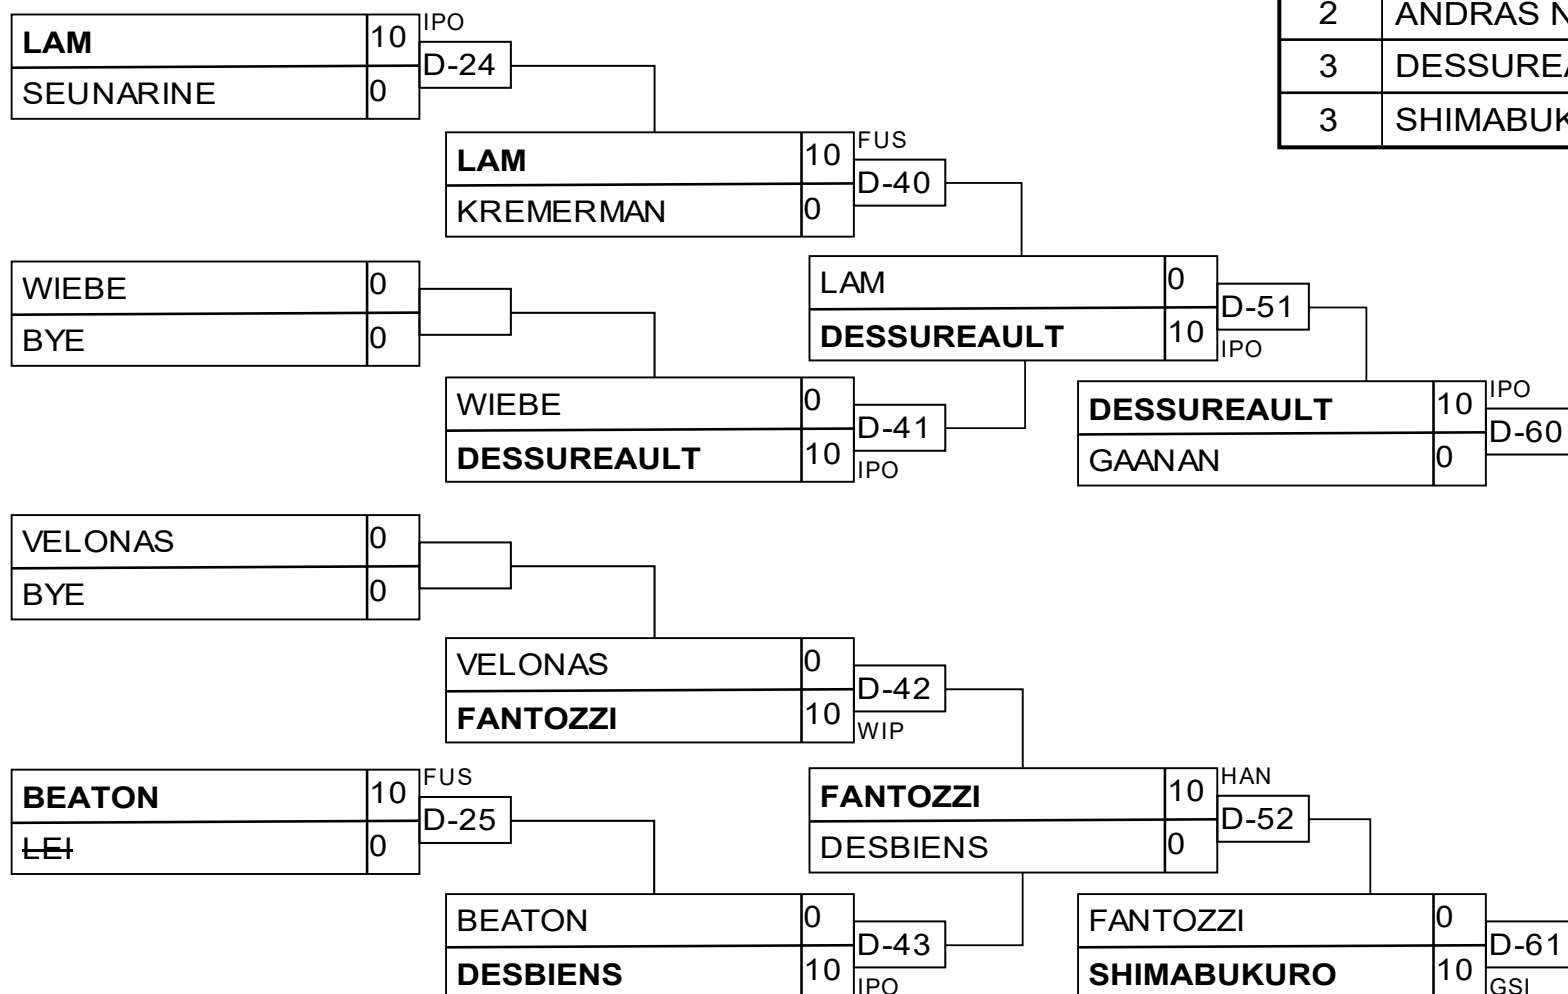 LAM 10 IPO
SEUNARINE 0 D-24
2 ANDRAS
3
3
LAM 10 FUS
KREMERMAN 0 D-40
WIEBE 0
BYE 0
LAM 0 D-51
DESSUREAULT 10 IPO
WIEBE 0 D-41
DESSUREAULT 10 IPO
DESSUREAULT 10 IPO
GAANAN 0 D-60
VELONAS 0
BYE 0
VELONAS 0 D-42
FANTOZZI 10 WIP
BEATON 10 FUS
LEI 0 D-25
FANTOZZI 10 HAN
DESBIENS 0 D-52
BEATON 0 D-43
DESBIENS 10 IPO
FANTOZZI 0 D-61
SHIMABUKURO 10 GSI